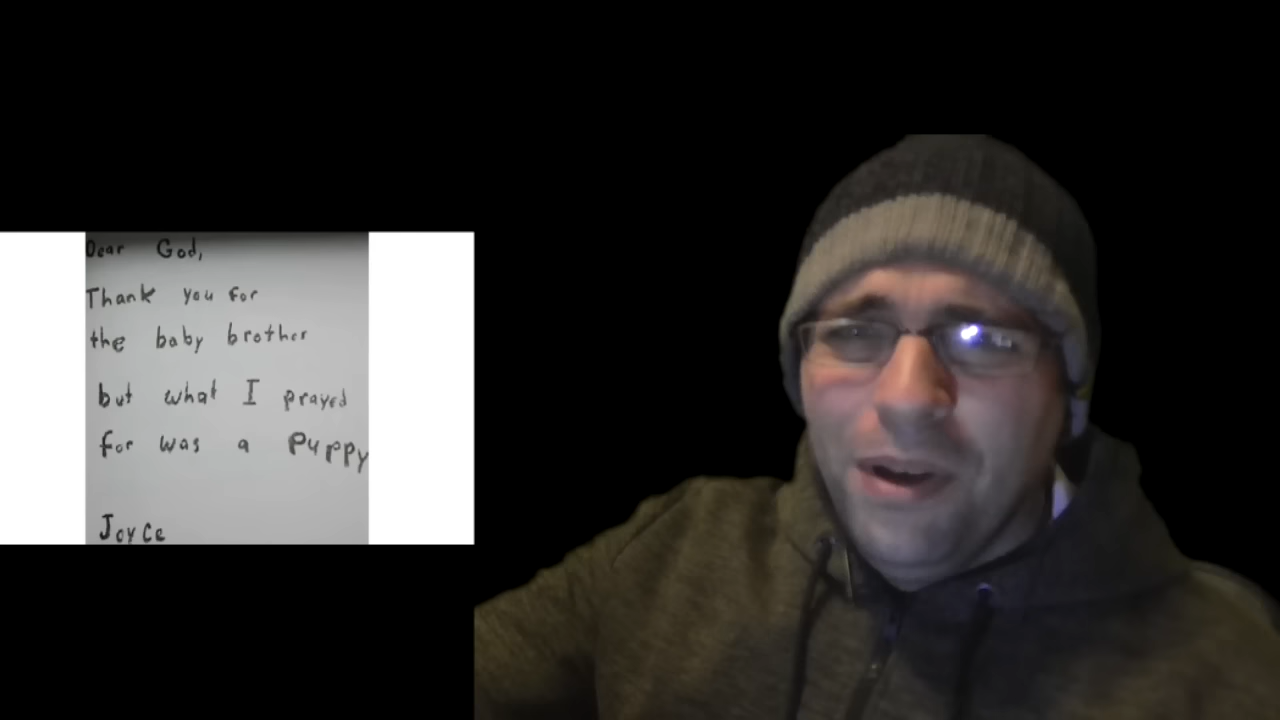 Dear God,
Thank you for
the baby brother
but what I prayed
for was a Puppy
Joyce